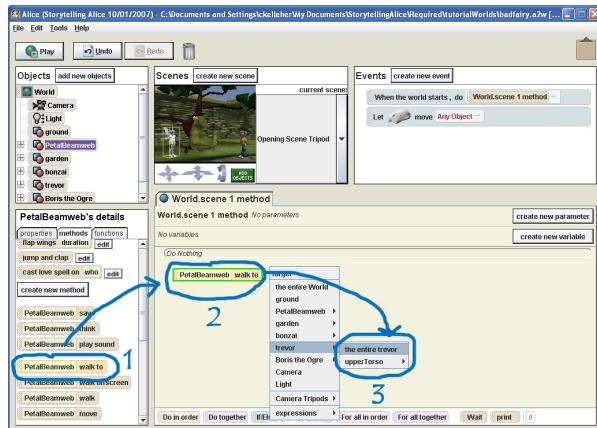 Alice (Storytelling Alice 10/01/2007) - C:\Documents and Settings\ckelleher\My Documents\StorytellingAlice\Required\tutorialWorlds\badfairy.a2w [...
File Edit Tools Help
Play Undo Redo
Objects add new objects
World
Camera
Light
ground
PetalBeamweb
garden
bonzai
trevor
Boris the Ogre
Scenes create new scene
current scene:
Opening Scene Tripod
ADD OBJECTS
Events create new event
When the world starts , do World.scene 1 method
Let move Any Object
PetalBeamweb's details
properties methods functions
flap wings duration edit
jump and clap edit
cast love spell on who edit
create new method
PetalBeamweb say
PetalBeamweb think
PetalBeamweb play sound
PetalBeamweb walk to
PetalBeamweb walk offscreen
PetalBeamweb walk
PetalBeamweb move
1
World.scene 1 method
World.scene 1 method No parameters
create new parameter
No variables
create new variable
(Do Nothing
PetalBeamweb walk to
2
target
the entire World
ground
PetalBeamweb
garden
bonzai
trevor
Boris the Ogre
Camera
Light
Camera Tripods
expressions
the entire trevor
upperTorso
3
Do in order Do together If/El For all in order For all together Wait print //